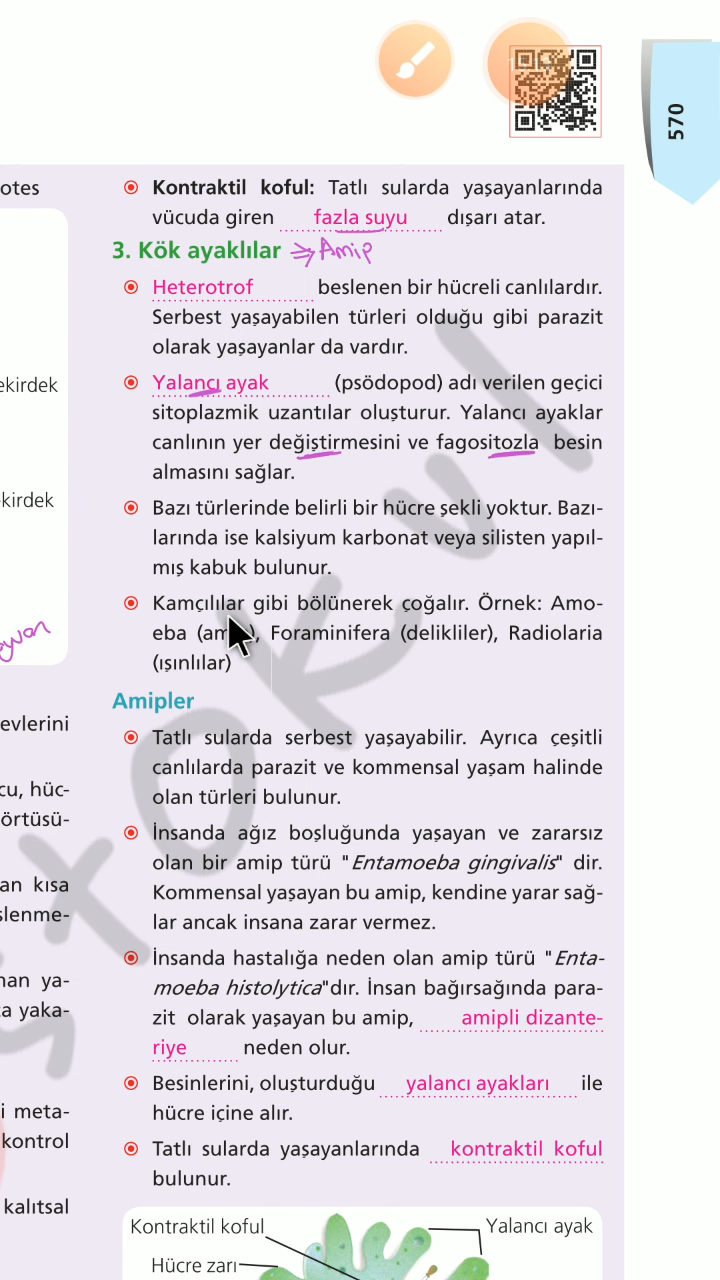 570
otes
ekirdek
kirdek
evlerini
cu, hüc-
örtüsü-
an kısa
slenme-
nan ya-
ta yaka-
i meta-
kontrol
kalıtsal
Kontraktil koful: Tatlı sularda yaşayanlarında
vücuda giren fazla suyu dışarı atar.
3. Kök ayaklılar ⇒ Amip
Heterotrof beslenen bir hücreli canlılardır.
Serbest yaşayabilen türleri olduğu gibi parazit
olarak yaşayanlar da vardır.
Yalancı ayak (psödopod) adı verilen geçici
sitoplazmik uzantılar oluşturur. Yalancı ayaklar
canlının yer değiştirmesini ve fagositozla besin
almasını sağlar.
Bazı türlerinde belirli bir hücre şekli yoktur. Bazı-
larında ise kalsiyum karbonat veya silisten yapıl-
mış kabuk bulunur.
Kamçılılar gibi bölünerek çoğalır. Örnek: Amo-
eba Foraminifera (delikliler), Radiolaria
(ışınlılar)
Amipler
Tatlı sularda serbest yaşayabilir. Ayrıca çeşitli
canlılarda parazit ve kommensal yaşam halinde
olan türleri bulunur.
İnsanda ağız boşluğunda yaşayan ve zararsız
olan bir amip türü "Entamoeba gingivalis" dir.
Kommensal yaşayan bu amip, kendine yarar sağ-
lar ancak insana zarar vermez.
İnsanda hastalığa neden olan amip türü "Enta-
moeba histolytica"dır. İnsan bağırsağında para-
zit olarak yaşayan bu amip, amipli dizante-
riye neden olur.
Besinlerini, oluşturduğu yalancı ayakları ile
hücre içine alır.
Tatlı sularda yaşayanlarında kontraktil koful
bulunur.
Kontraktil koful
Yalancı ayak
Hücre zarı